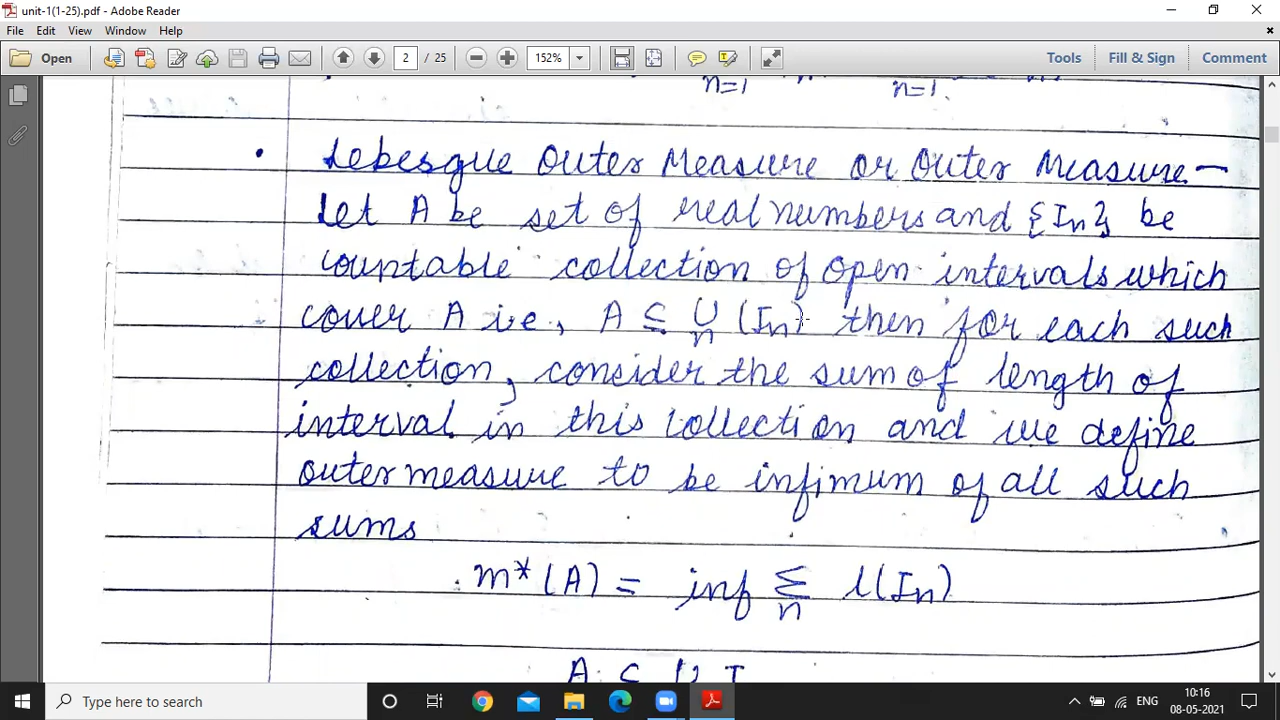 unit-1(1-25).pdf - Adobe Reader
File Edit View Window Help
Open 2 / 25 152% Tools Fill & Sign Comment
n=1 n=1
• Lebesgue Outer Measure or Outer Measure—
Let A be set of real numbers and {In} be
countable collection of open intervals which
cover A i.e., A ⊆ ∪n (In) then for each such
collection, consider the sum of length of
interval in this collection and we define
outer measure to be infimum of all such
sums
m*(A) = inf Σn l(In)
A ⊆ ∪ I
Type here to search
ENG
10:16
08-05-2021